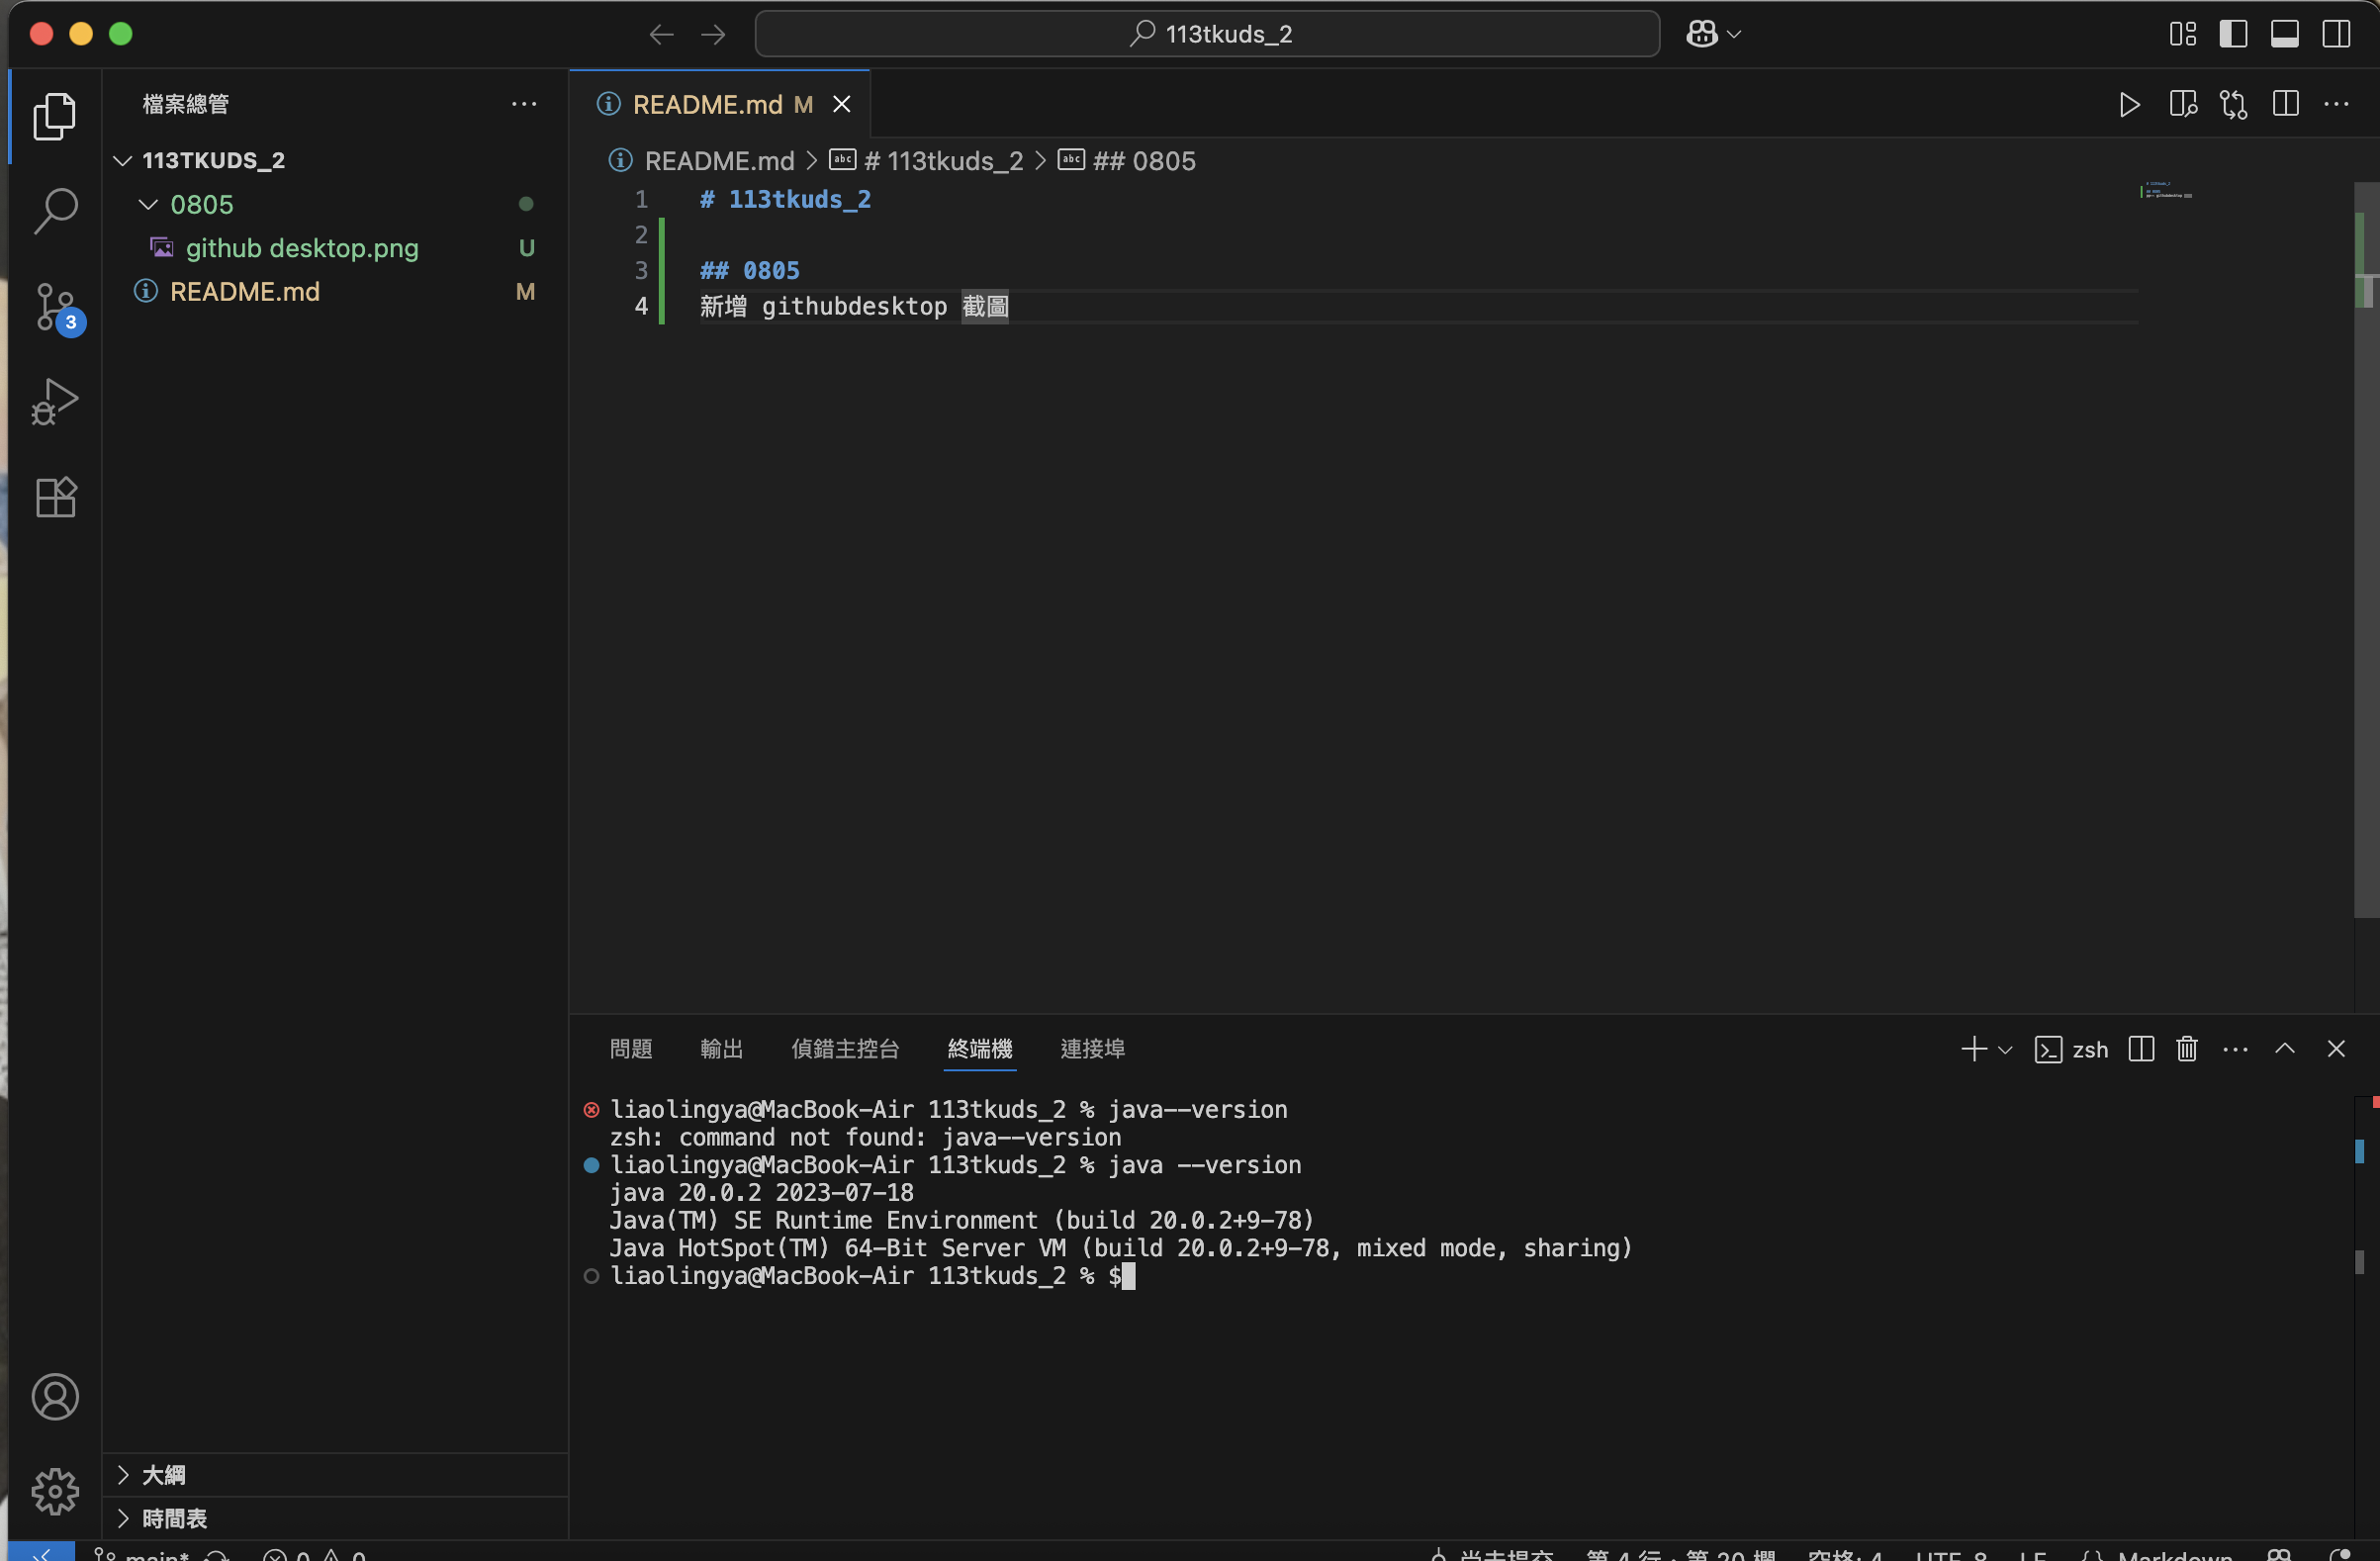 113tkuds_2
檔案總管
113TKUDS_2
0805
github desktop.png U
README.md M
3
README.md M
README.md > # 113tkuds_2 > ## 0805
1 # 113tkuds_2
2
3 ## 0805
4 新增 githubdesktop 截圖
問題 輸出 偵錯主控台 終端機 連接埠
zsh
liaolingya@MacBook-Air 113tkuds_2 % java--version
zsh: command not found: java--version
liaolingya@MacBook-Air 113tkuds_2 % java --version
java 20.0.2 2023-07-18
Java(TM) SE Runtime Environment (build 20.0.2+9-78)
Java HotSpot(TM) 64-Bit Server VM (build 20.0.2+9-78, mixed mode, sharing)
liaolingya@MacBook-Air 113tkuds_2 % $
大綱
時間表
main* 0 0 尚未提交 第 4 行，第 20 欄 空格: 4 UTF-8 LF {} Markdown